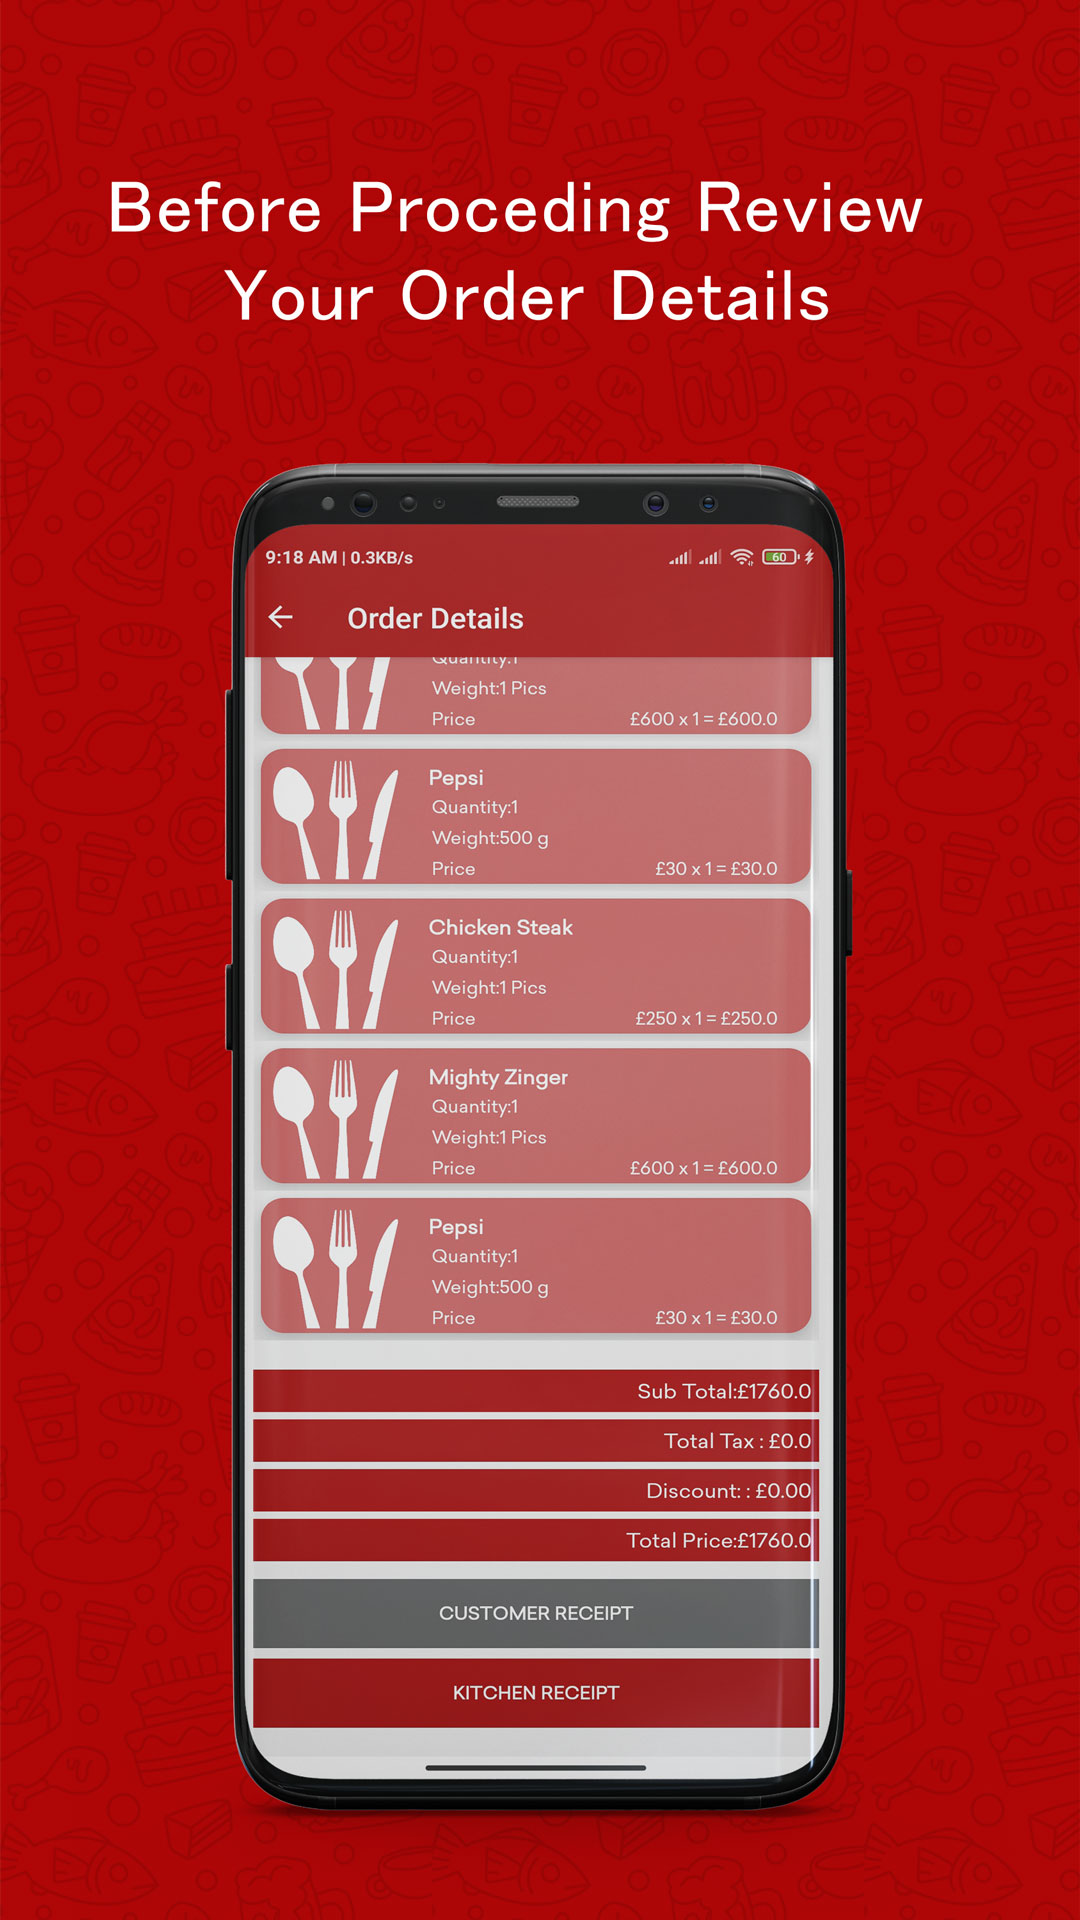 Before Proceding Review
Your Order Details
9:18 AM | 0.3KB/s
60
Order Details
Quantity:1
Weight:1 Pics
Price £600 x 1 = £600.0
Pepsi
Quantity:1
Weight:500 g
Price £30 x 1 = £30.0
Chicken Steak
Quantity:1
Weight:1 Pics
Price £250 x 1 = £250.0
Mighty Zinger
Quantity:1
Weight:1 Pics
Price £600 x 1 = £600.0
Pepsi
Quantity:1
Weight:500 g
Price £30 x 1 = £30.0
Sub Total:£1760.0
Total Tax : £0.0
Discount: : £0.00
Total Price:£1760.0
CUSTOMER RECEIPT
KITCHEN RECEIPT